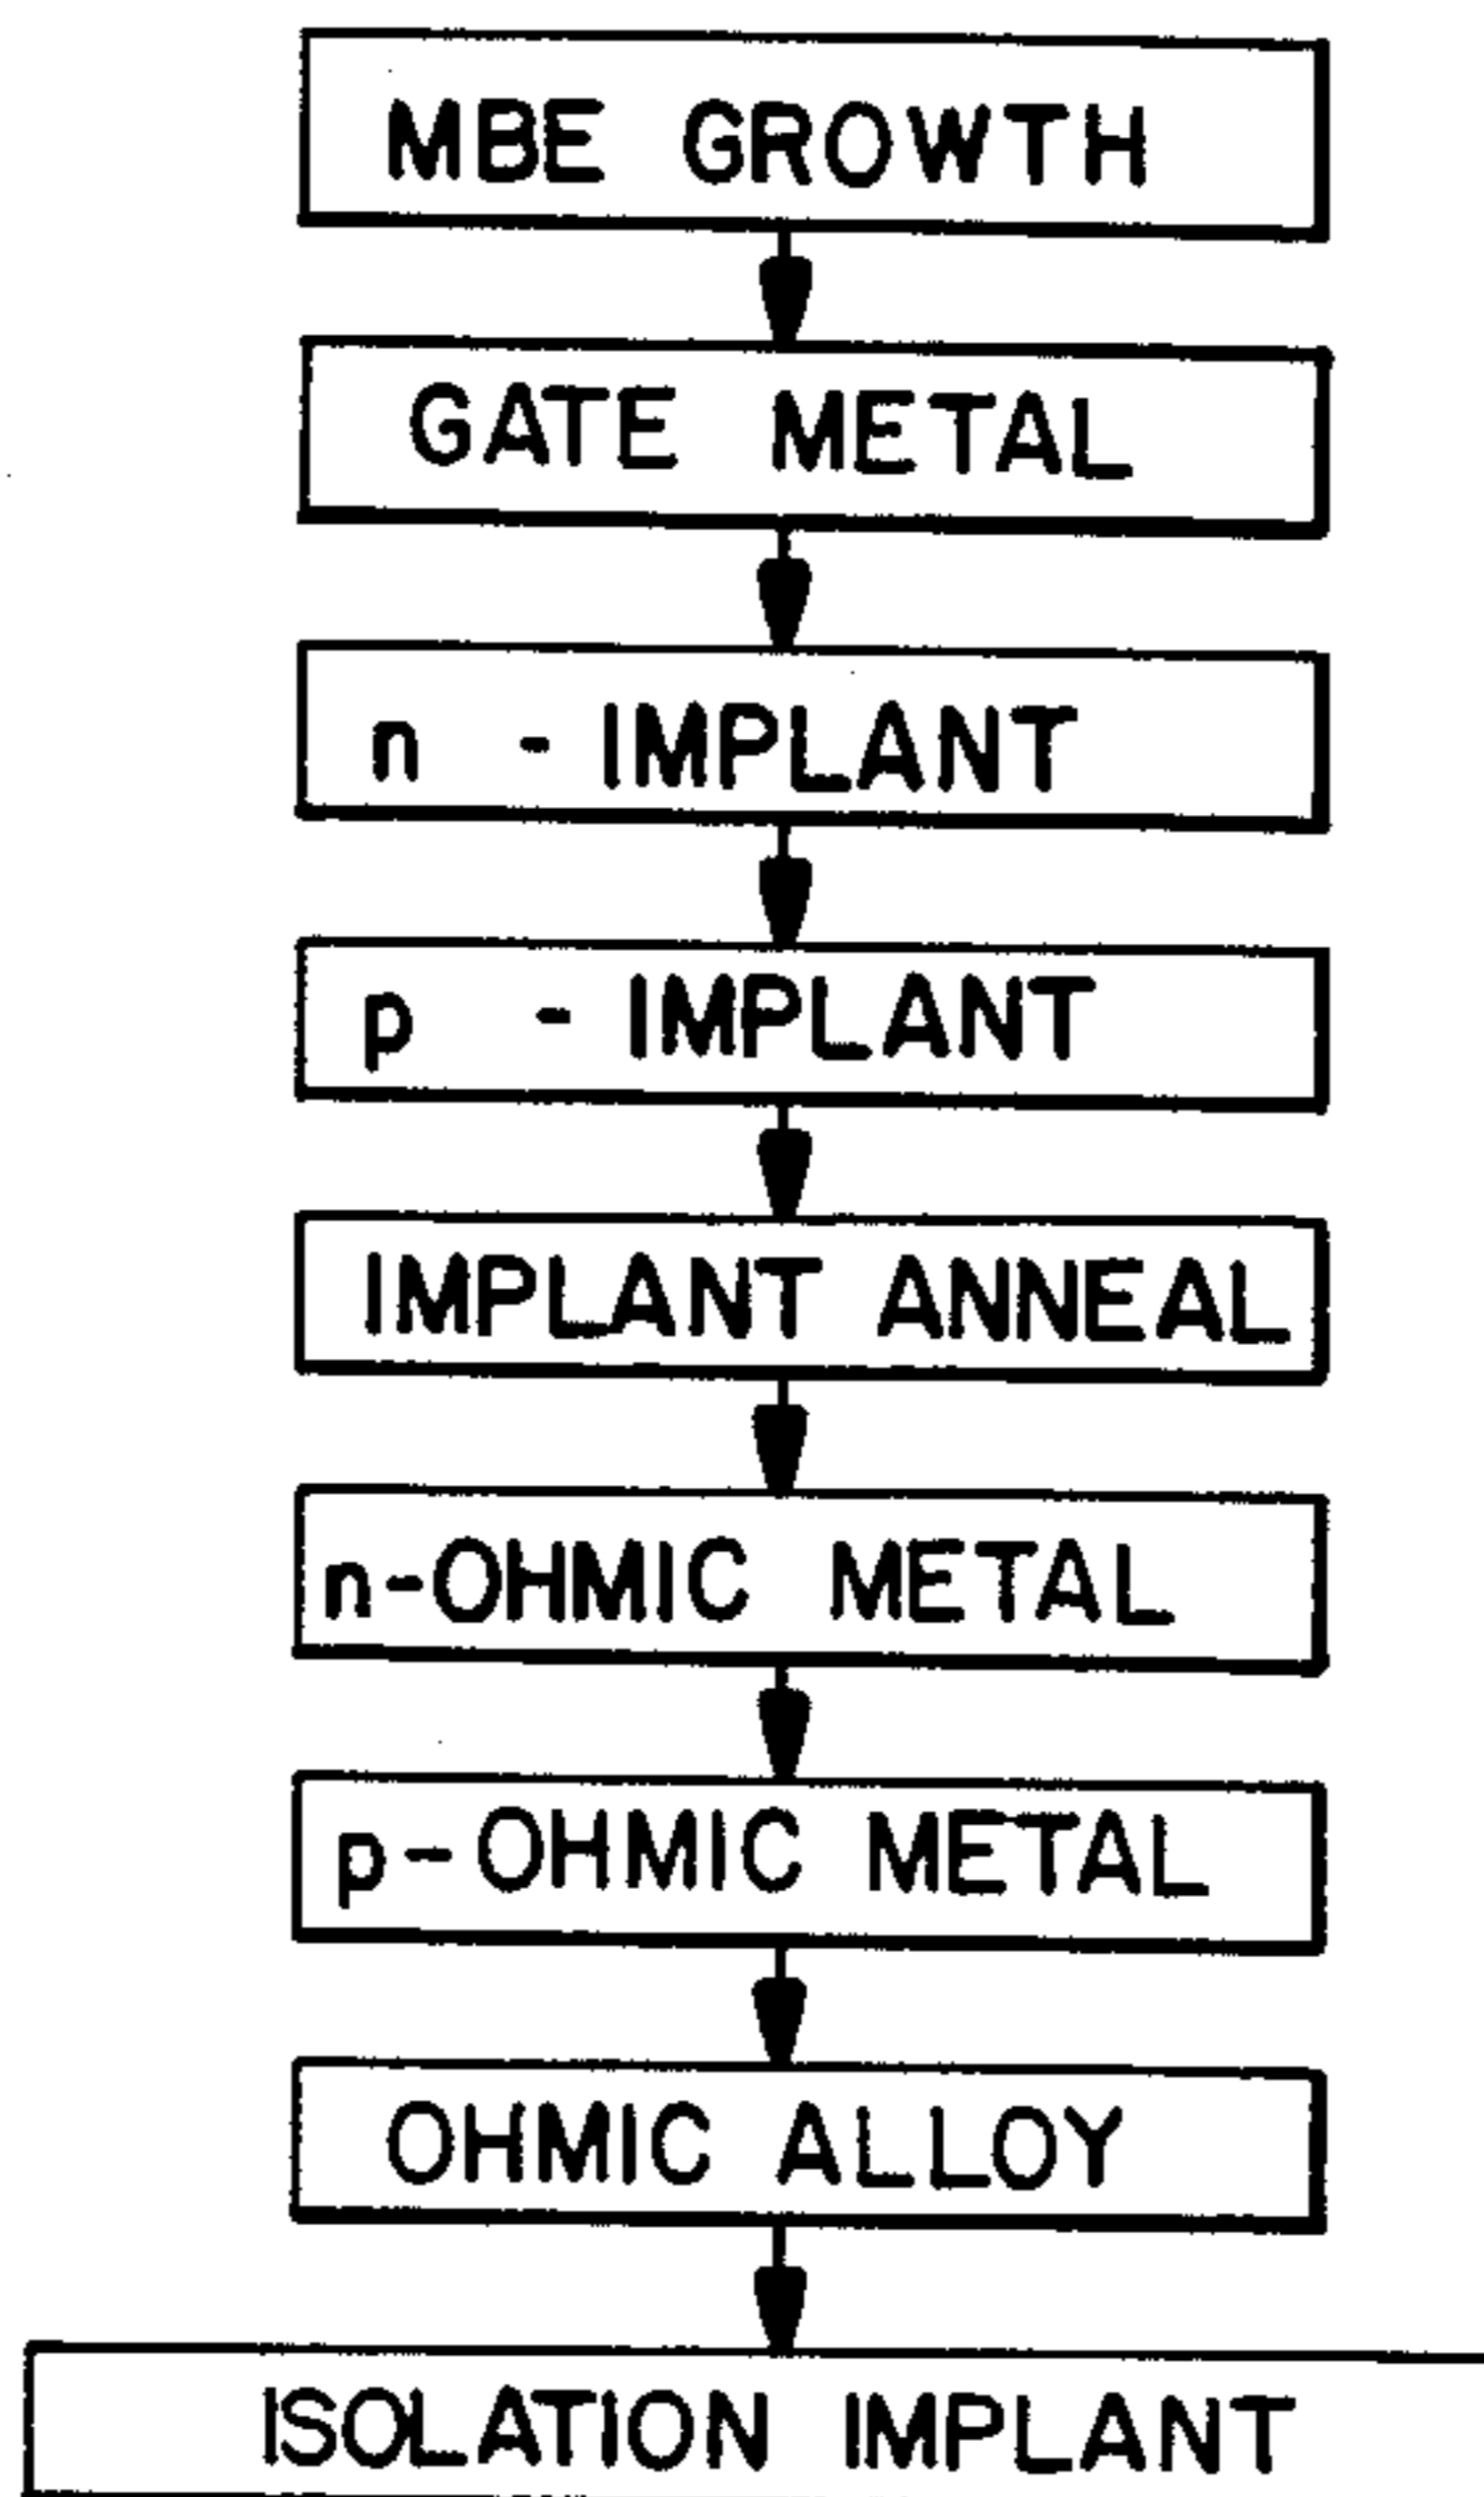 MBE GROWTH
GATE METAL
n - IMPLANT
p - IMPLANT
IMPLANT ANNEAL
n-OHMIC METAL
p-OHMIC METAL
OHMIC ALLOY
ISOLATION IMPLANT